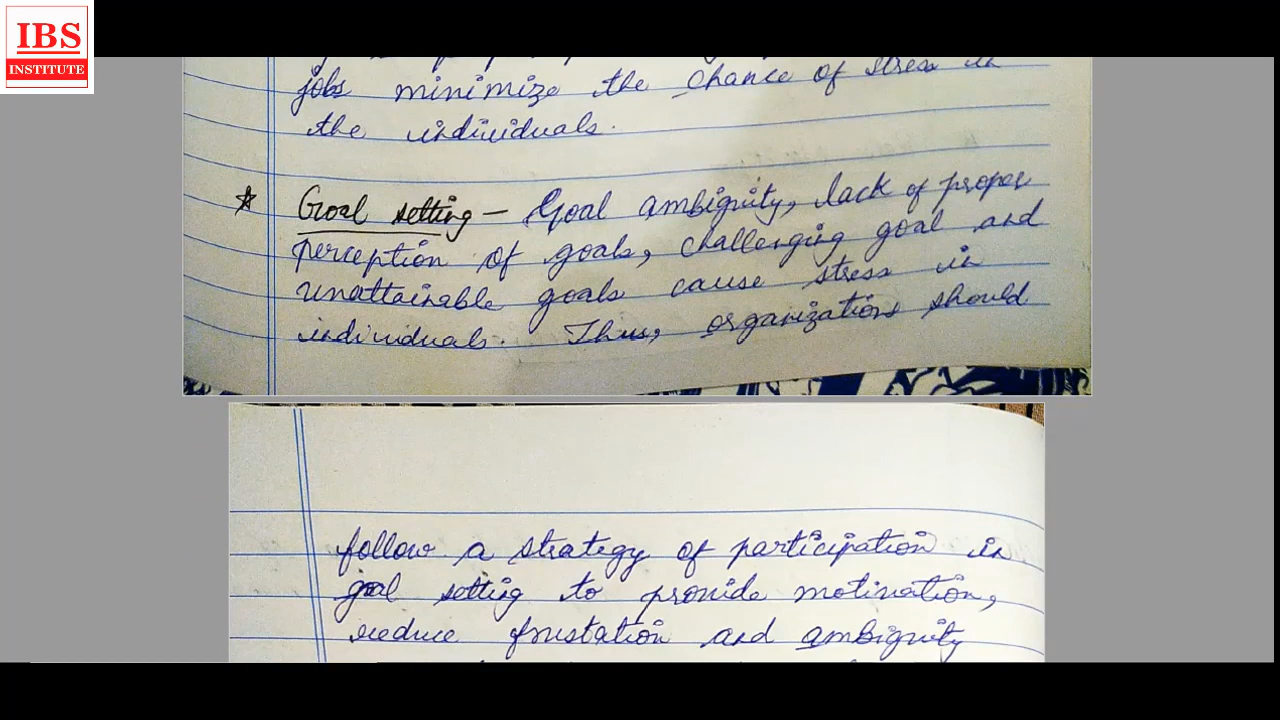 IBS
INSTITUTE
jobs minimize the chance of stress in
the individuals.
☆ Goal setting – Goal ambiguity, lack of proper
perception of goals, challenging goal and
unattainable goals cause stress in
individuals. Thus, organizations should
follow a strategy of participation in
goal setting to provide motivation,
reduce frustation and ambiguity